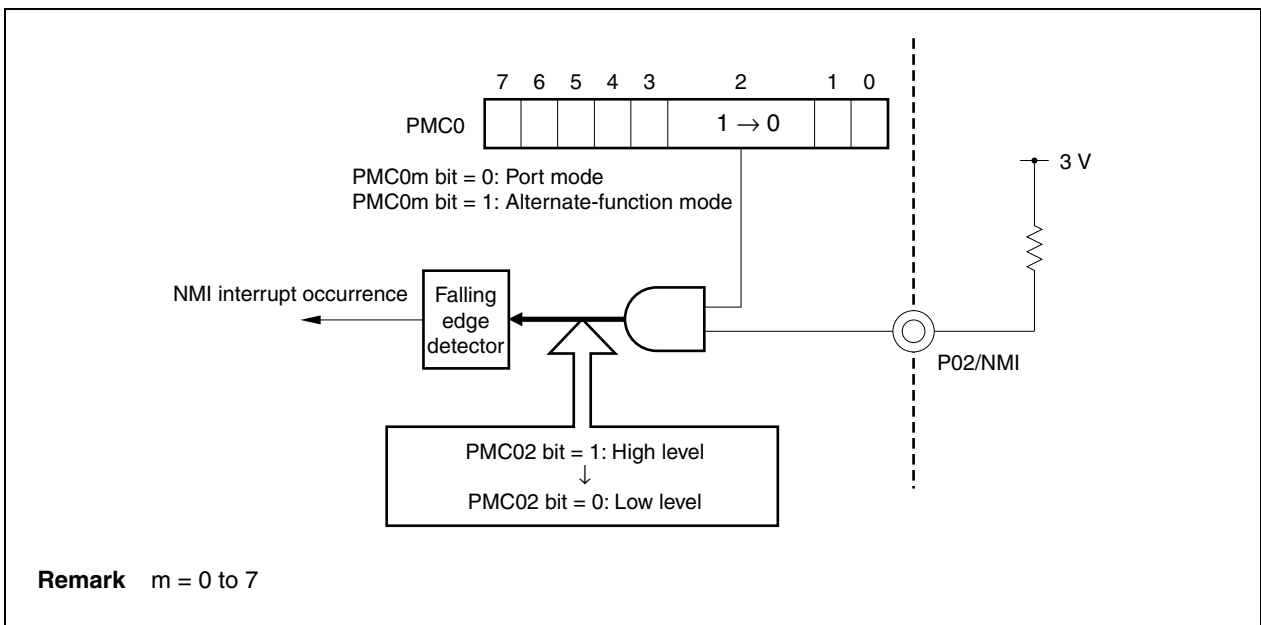 7 6 5 4 3 2 1 0
PMC0 1 → 0
3 V
PMC0m bit = 0: Port mode
PMC0m bit = 1: Alternate-function mode
NMI interrupt occurrence
Falling
edge
detector
P02/NMI
PMC02 bit = 1: High level
↓
PMC02 bit = 0: Low level
Remark m = 0 to 7